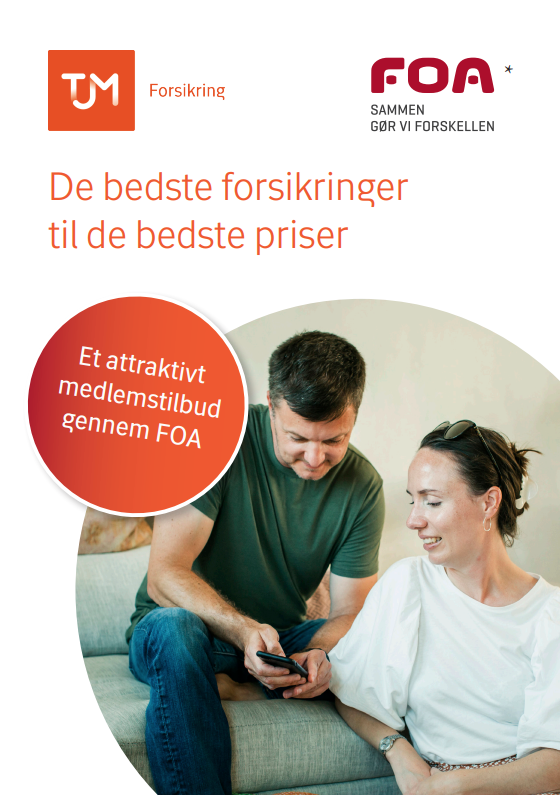 TJM
Forsikring
FOA *
SAMMEN
GØR VI FORSKELLEN
De bedste forsikringer
til de bedste priser
Et attraktivt
medlemstilbud
gennem FOA